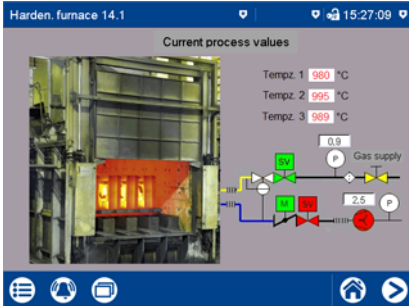 Harden. furnace 14.1
15:27:09
Current process values
Tempz. 1 980 °C
Tempz. 2 995 °C
Tempz. 3 989 °C
0,9
SV
P
Gas supply
2,5
M
SV
P